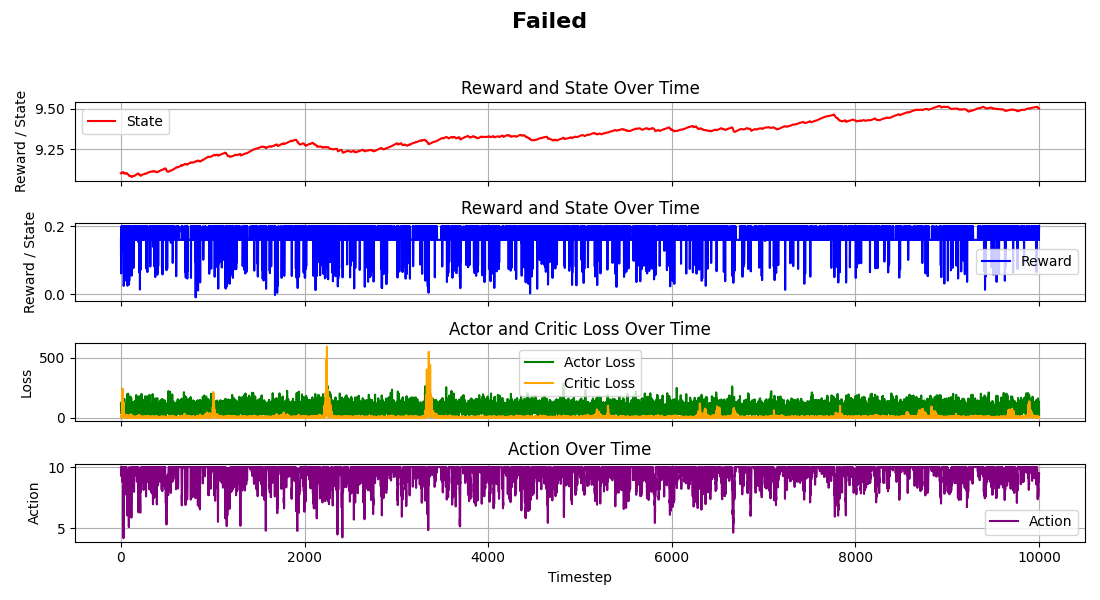 Failed
Reward and State Over Time
Reward / State
9.50
9.25
State
Reward and State Over Time
Reward / State
0.2
0.0
Reward
Actor and Critic Loss Over Time
Loss
500
0
Actor Loss
Critic Loss
Action Over Time
Action
10
5
Action
0 2000 4000 6000 8000 10000
Timestep